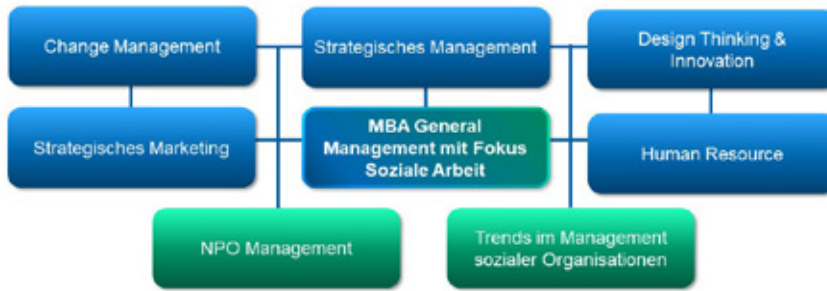 Change Management
Strategisches Management
Design Thinking &
Innovation
Strategisches Marketing
MBA General
Management mit Fokus
Soziale Arbeit
Human Resource
NPO Management
Trends im Management
sozialer Organisationen